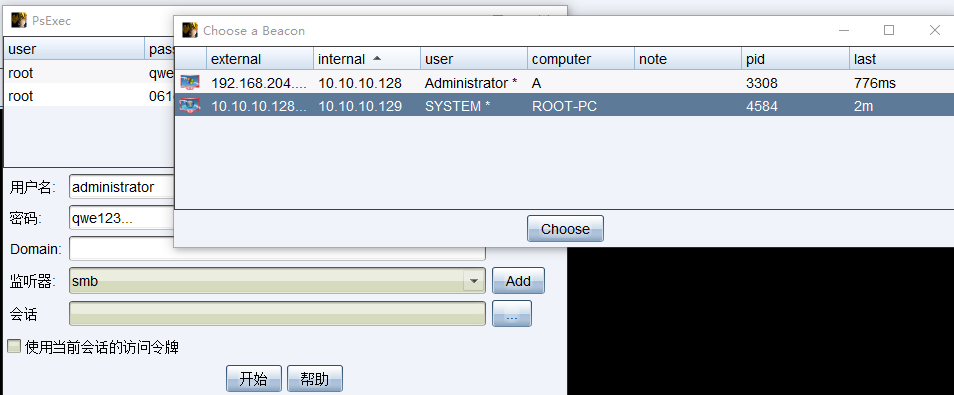 PsExec
Choose a Beacon
user pass
external internal user computer note pid last
root qwe
192.168.204.... 10.10.10.128 Administrator * A 3308 776ms
root 061
10.10.10.128... 10.10.10.129 SYSTEM * ROOT-PC 4584 2m
用户名: administrator
密码: qwe123...
Choose
Domain:
监听器: smb Add
会话 ...
使用当前会话的访问令牌
开始 帮助